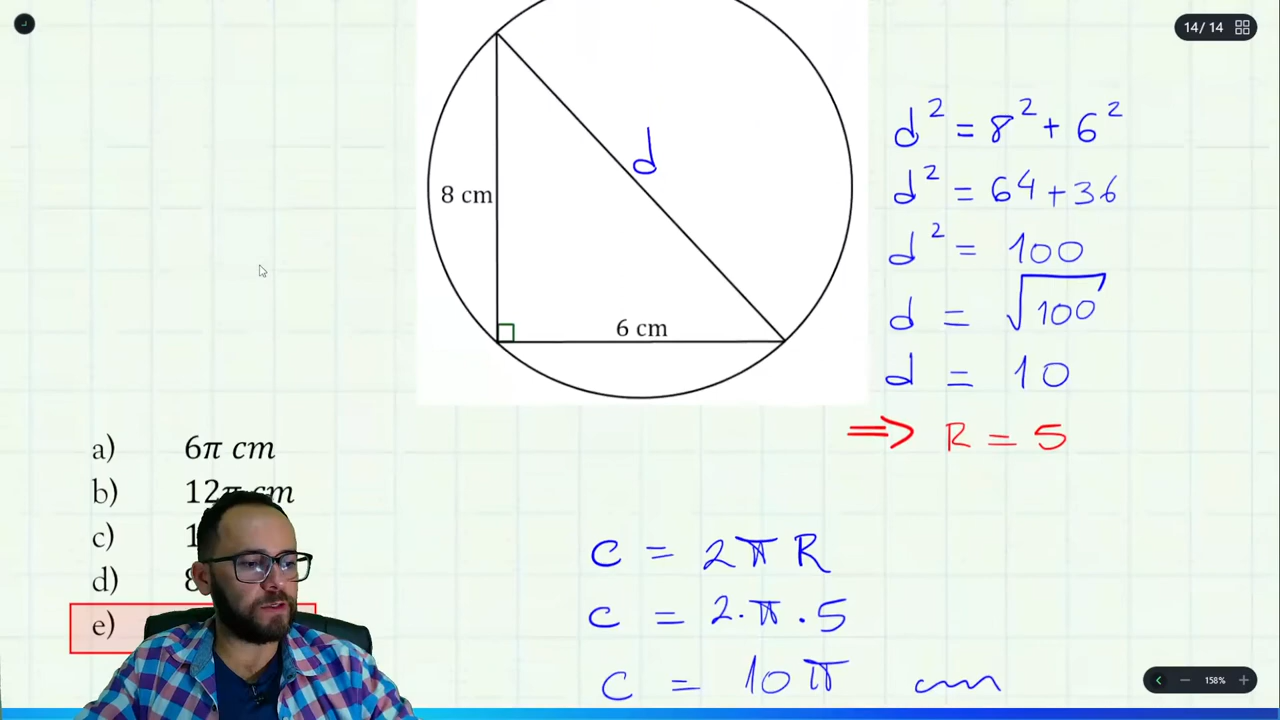 14/ 14
d
8 cm
6 cm
d² = 8² + 6²
d² = 64 + 36
d² = 100
d = √100
d = 10
⇒ R = 5
a) 6π cm
b) 12π cm
c) 1
d) 8
e)
c = 2πR
c = 2.π.5
c = 10π cm
158%